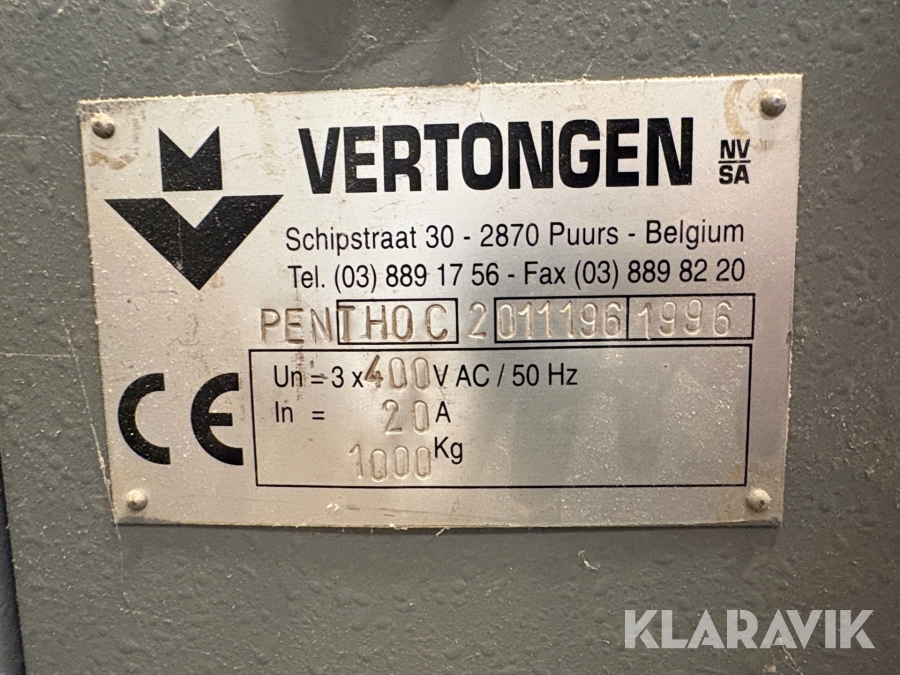 VERTONGEN NV SA
Schipstraat 30 - 2870 Puurs - Belgium
Tel. (03) 889 17 56 - Fax (03) 889 82 20
PENTHO C 2011196 1996
CE
Un = 3 x 400 V AC / 50 Hz
In = 20 A
1000 Kg
KLARAVIK